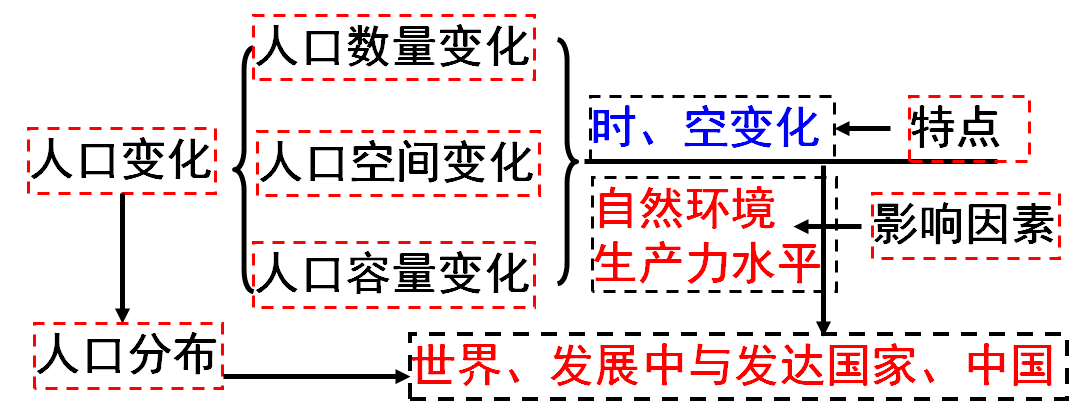 人口数量变化
时、空变化
特点
人口变化
人口空间变化
自然环境
生产力水平
影响因素
人口容量变化
人口分布
世界、发展中与发达国家、中国